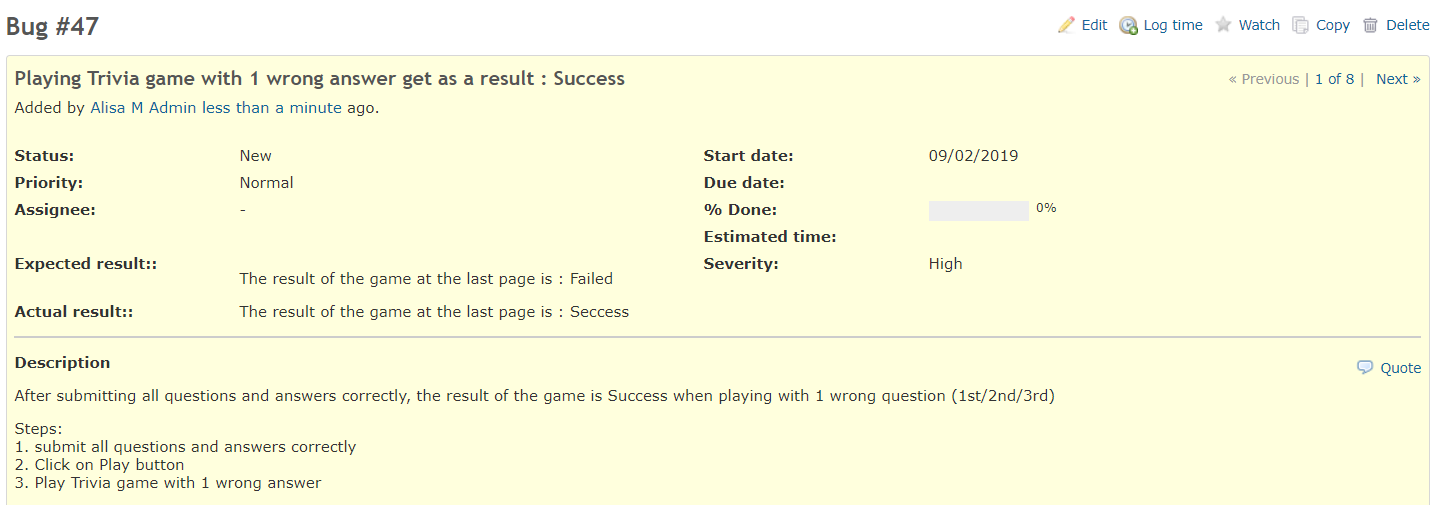 Bug #47
Edit Log time Watch Copy Delete
Playing Trivia game with 1 wrong answer get as a result : Success
« Previous | 1 of 8 | Next »
Added by Alisa M Admin less than a minute ago.
Status: New Start date: 09/02/2019
Priority: Normal Due date:
Assignee: - % Done: 0%
Estimated time:
Expected result:: The result of the game at the last page is : Failed Severity: High
Actual result:: The result of the game at the last page is : Seccess
Description
Quote
After submitting all questions and answers correctly, the result of the game is Success when playing with 1 wrong question (1st/2nd/3rd)
Steps:
1. submit all questions and answers correctly
2. Click on Play button
3. Play Trivia game with 1 wrong answer